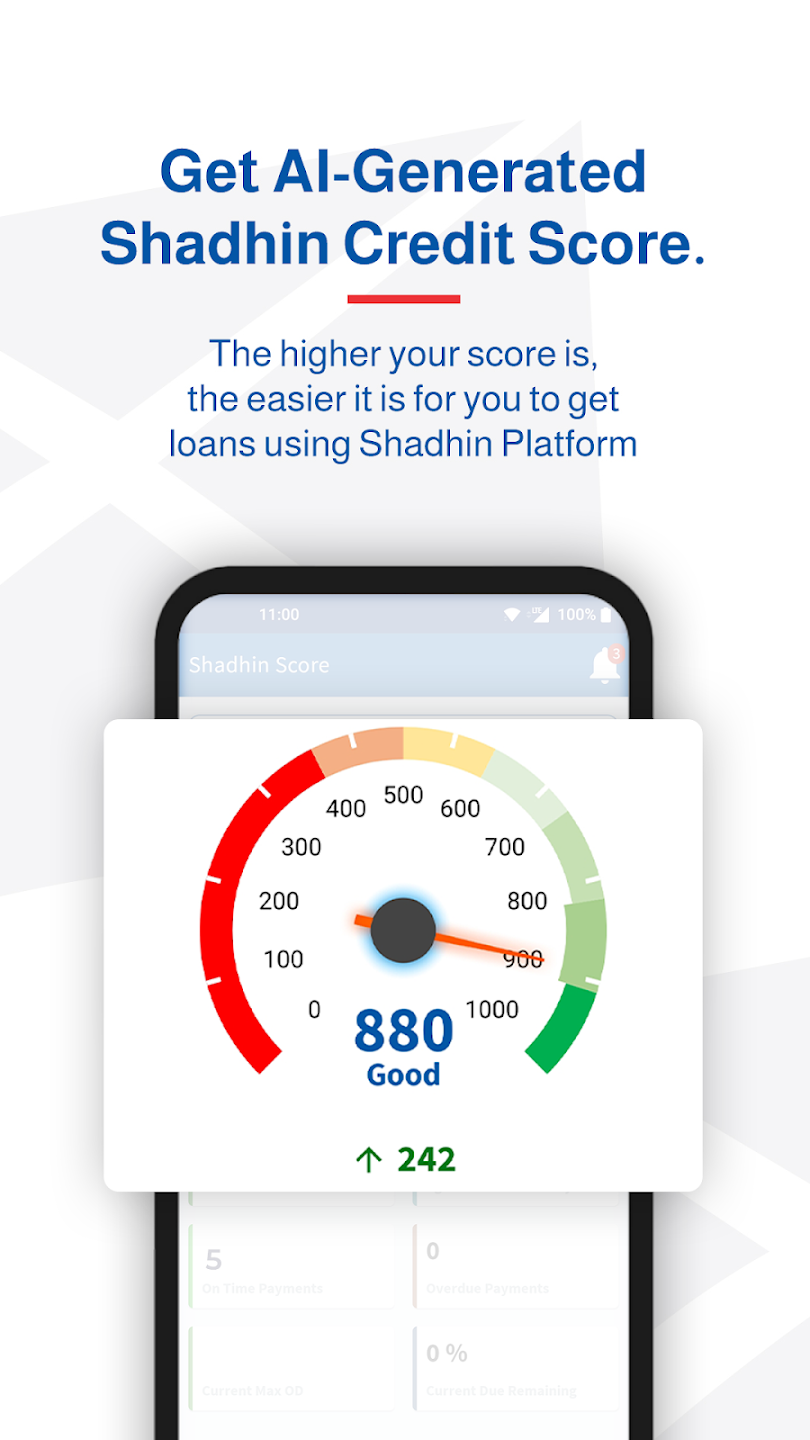 Get AI-Generated
Shadhin Credit Score.
The higher your score is,
the easier it is for you to get
loans using Shadhin Platform
11:00
LTE 100%
Shadhin Score
3
500
400
600
300
700
200
800
100
900
0
1000
880
Good
↑ 242
5
On Time Payments
0
Overdue Payments
Current Max OD
0 %
Current Due Remaining